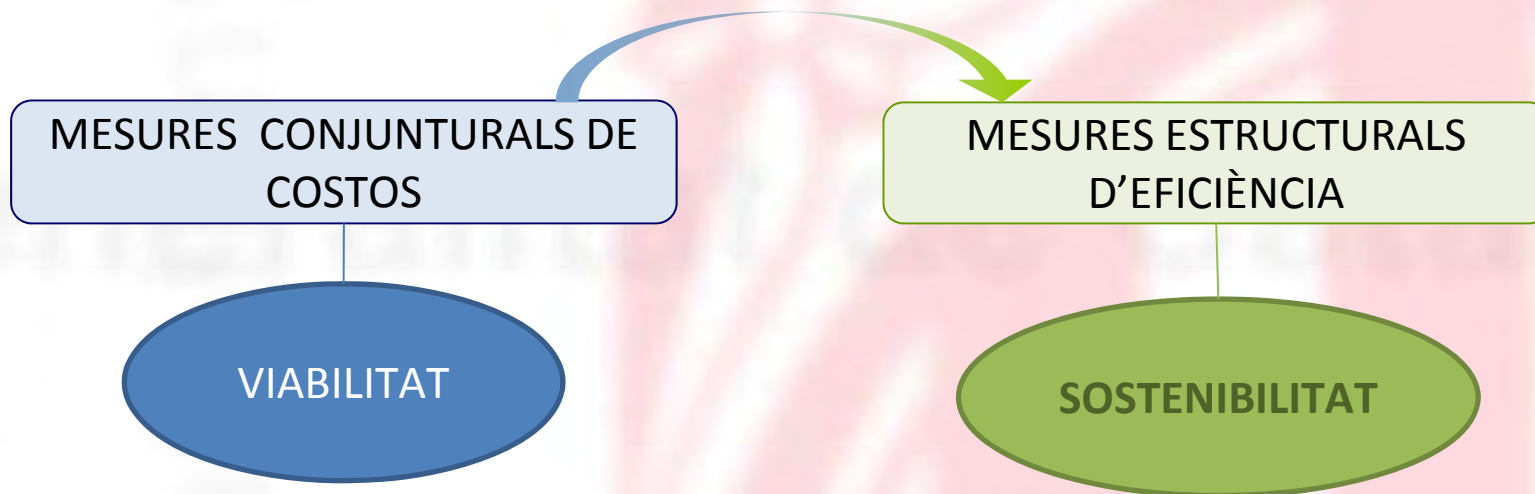 MESURES CONJUNTURALS DE
COSTOS
MESURES ESTRUCTURALS
D’EFICIÈNCIA
VIABILITAT
SOSTENIBILITAT